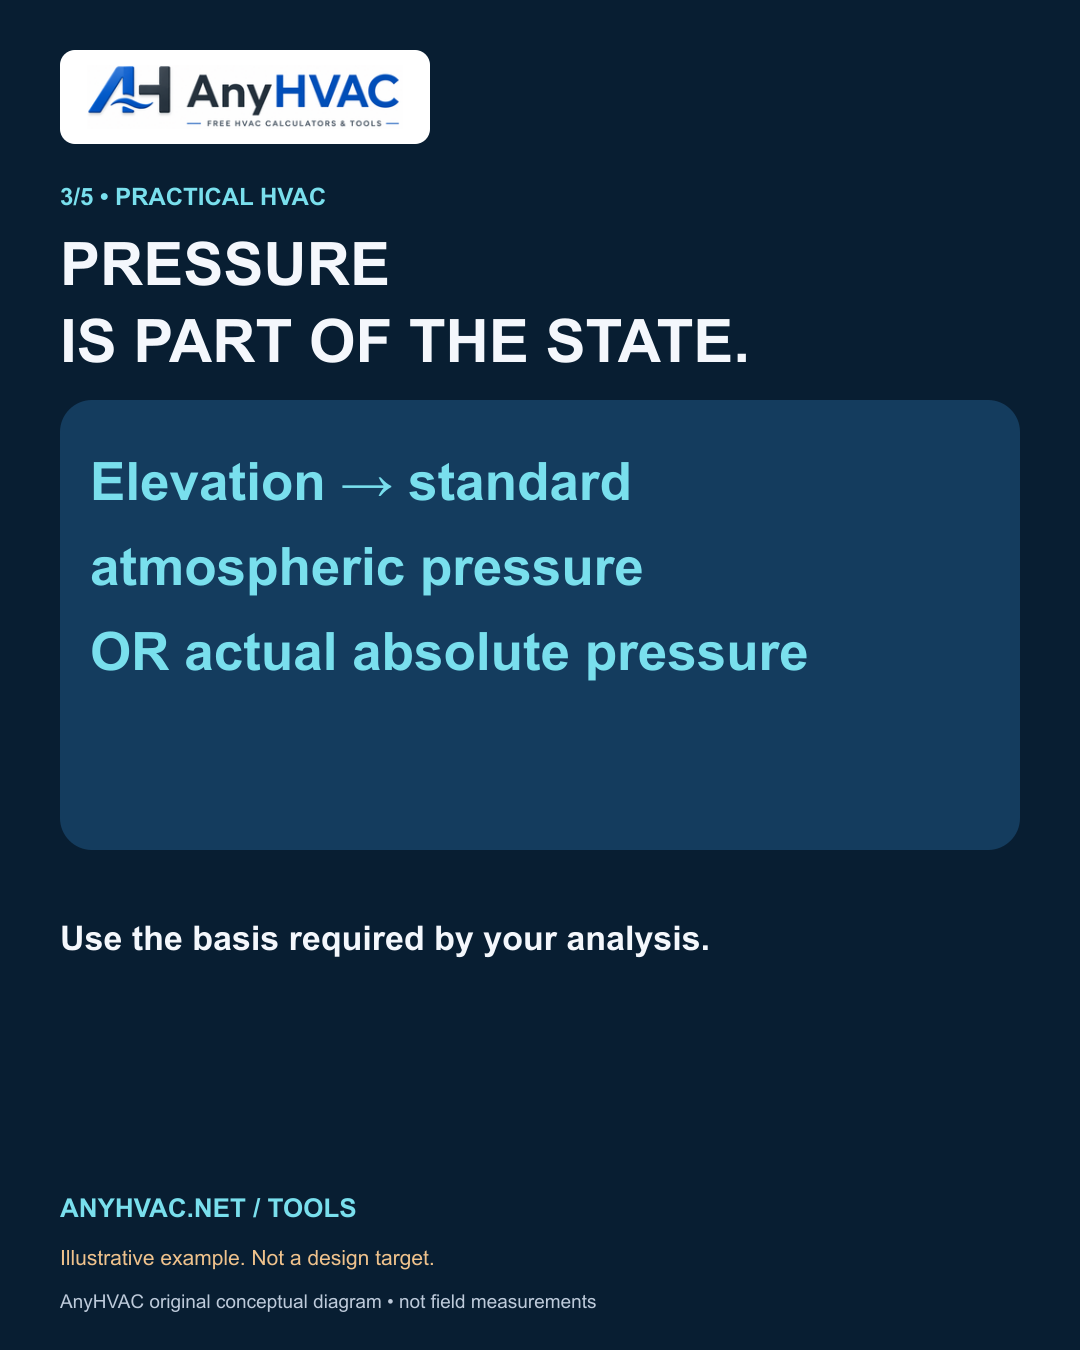 AH AnyHVAC
— FREE HVAC CALCULATORS & TOOLS —
3/5 • PRACTICAL HVAC
PRESSURE
IS PART OF THE STATE.
Elevation → standard
atmospheric pressure
OR actual absolute pressure
Use the basis required by your analysis.
ANYHVAC.NET / TOOLS
Illustrative example. Not a design target.
AnyHVAC original conceptual diagram • not field measurements